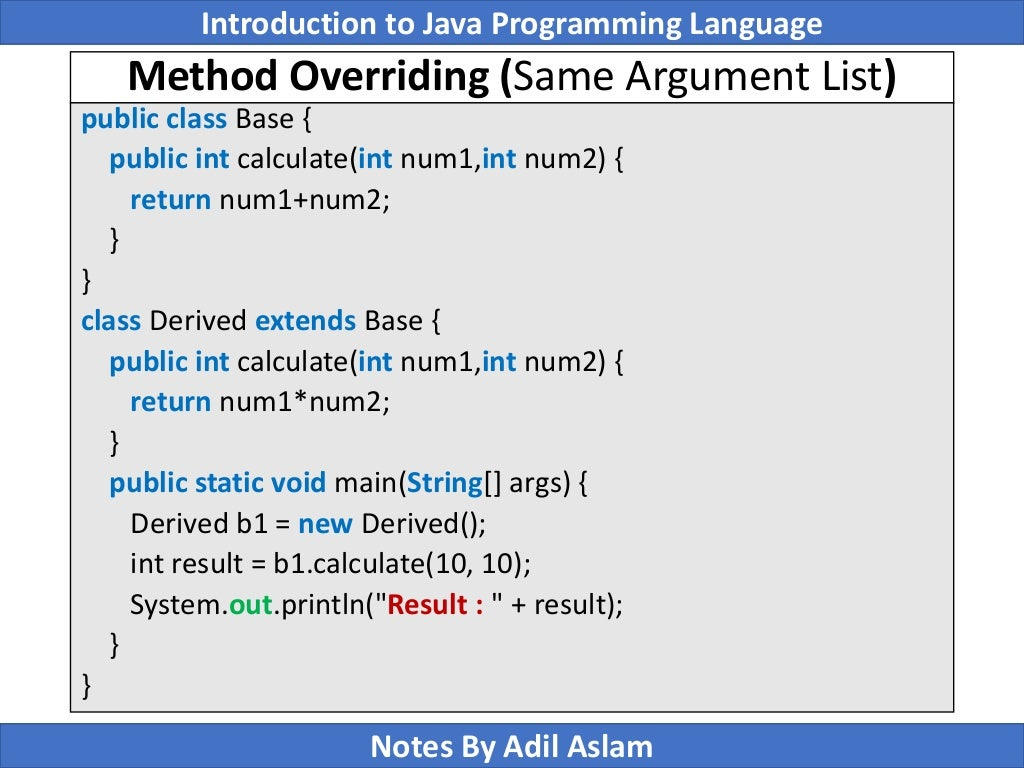 Introduction to Java Programming Language
Method Overriding (Same Argument List)
public class Base {
public int calculate(int num1,int num2) {
return num1+num2;
}
}
class Derived extends Base {
public int calculate(int num1,int num2) {
return num1*num2;
}
public static void main(String[] args) {
Derived b1 = new Derived();
int result = b1.calculate(10, 10);
System.out.println("Result : " + result);
}
}
Notes By Adil Aslam